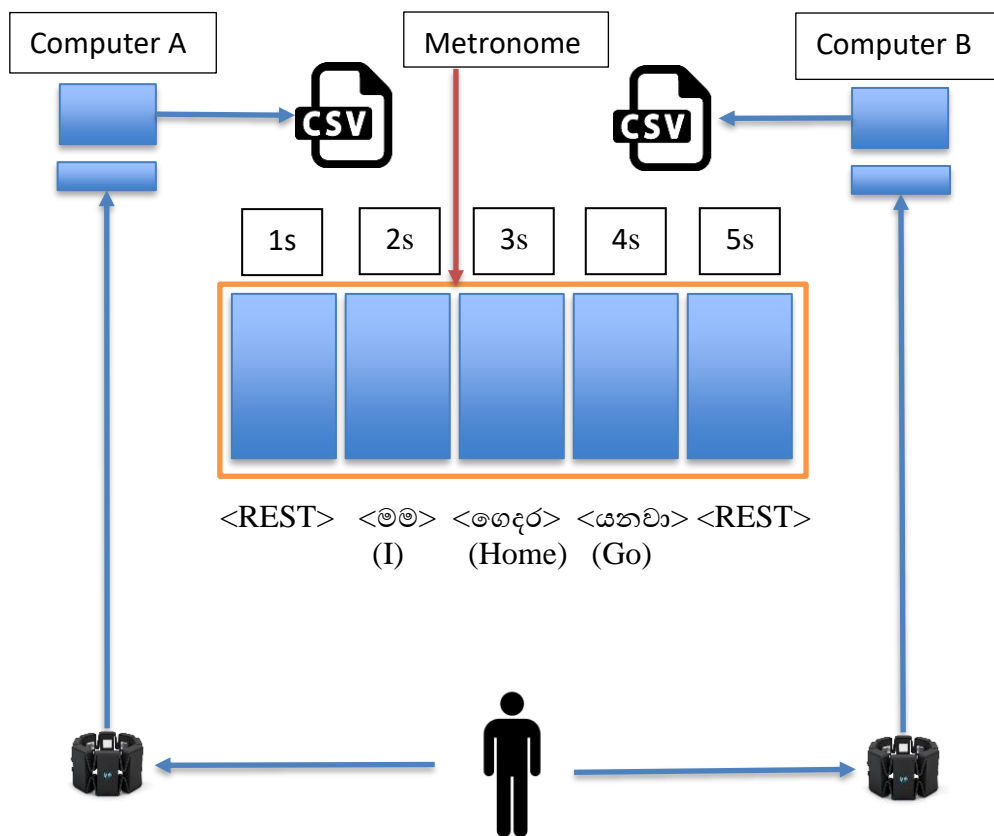 Computer A
Metronome
Computer B
CSV
CSV
1s
2s
3s
4s
5s
<REST> <මම> <ගෙදර> <යනවා> <REST>
(I) (Home) (Go)